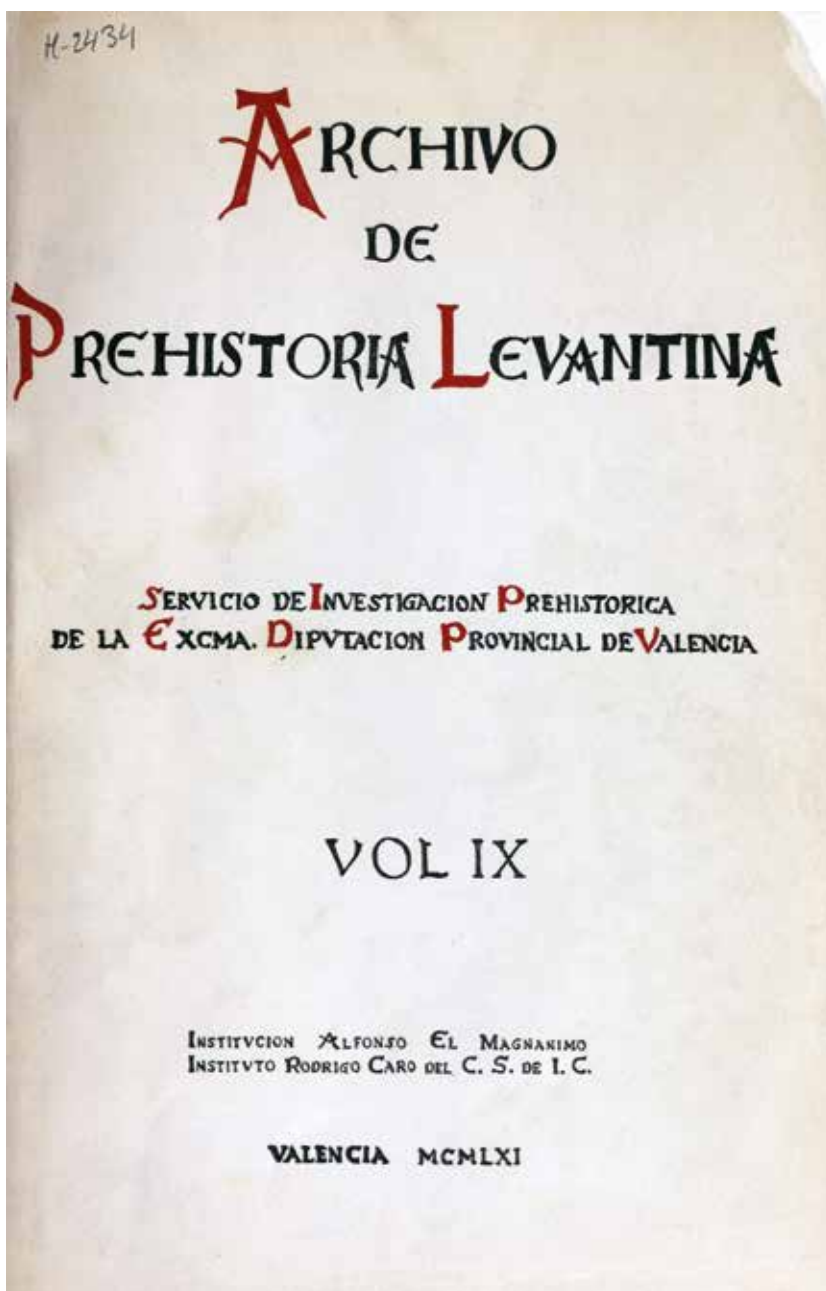 H-2434
ARCHIVO
DE
PREHISTORIA LEVANTINA
SERVICIO DE INVESTIGACION PREHISTORICA
DE LA EXCMA. DIPVTACION PROVINCIAL DE VALENCIA
VOL IX
INSTITVCION ALFONSO EL MAGNANIMO
INSTITVTO RODRIGO CARO DEL C. S. DE I. C.
VALENCIA MCMLXI